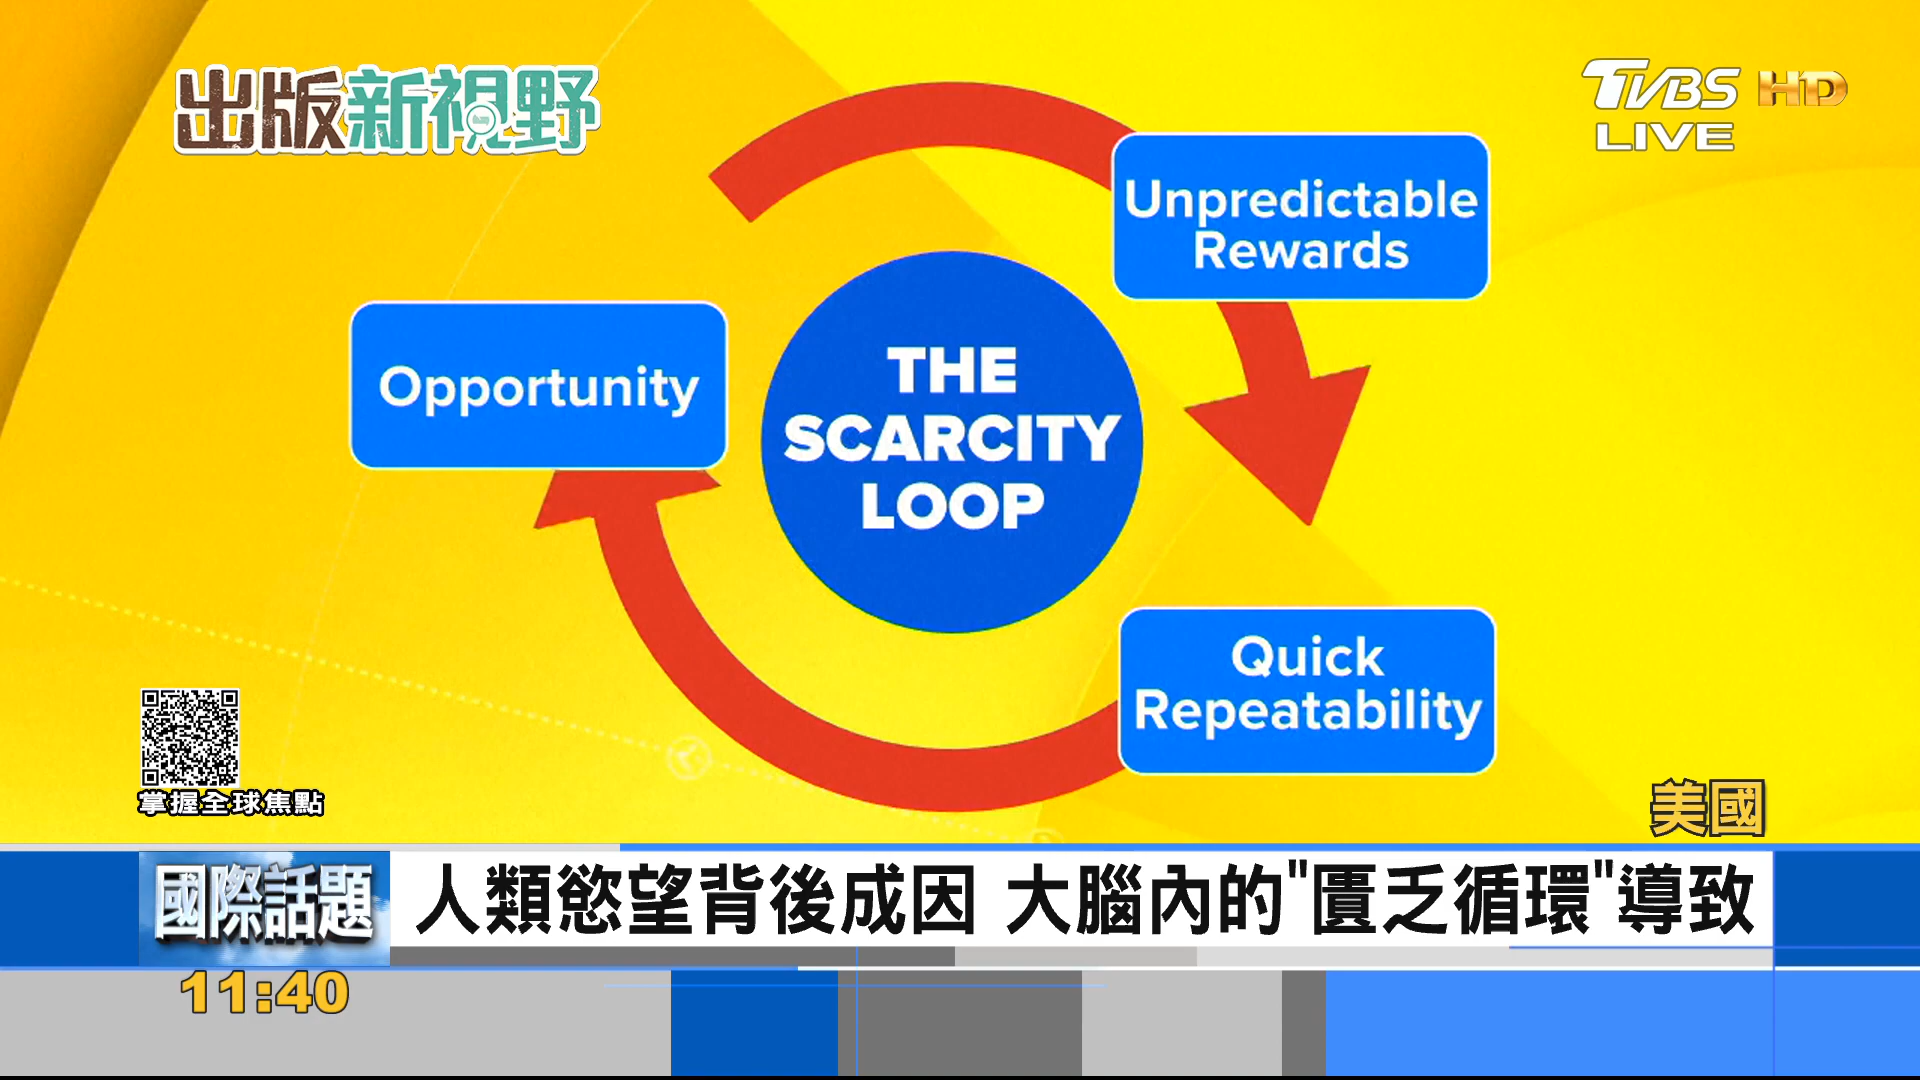 出版新視野
TVBS HD
LIVE
Unpredictable
Rewards
Opportunity
THE
SCARCITY
LOOP
Quick
Repeatability
掌握全球焦點
美國
國際話題
人類慾望背後成因 大腦內的"匱乏循環"導致
11:40